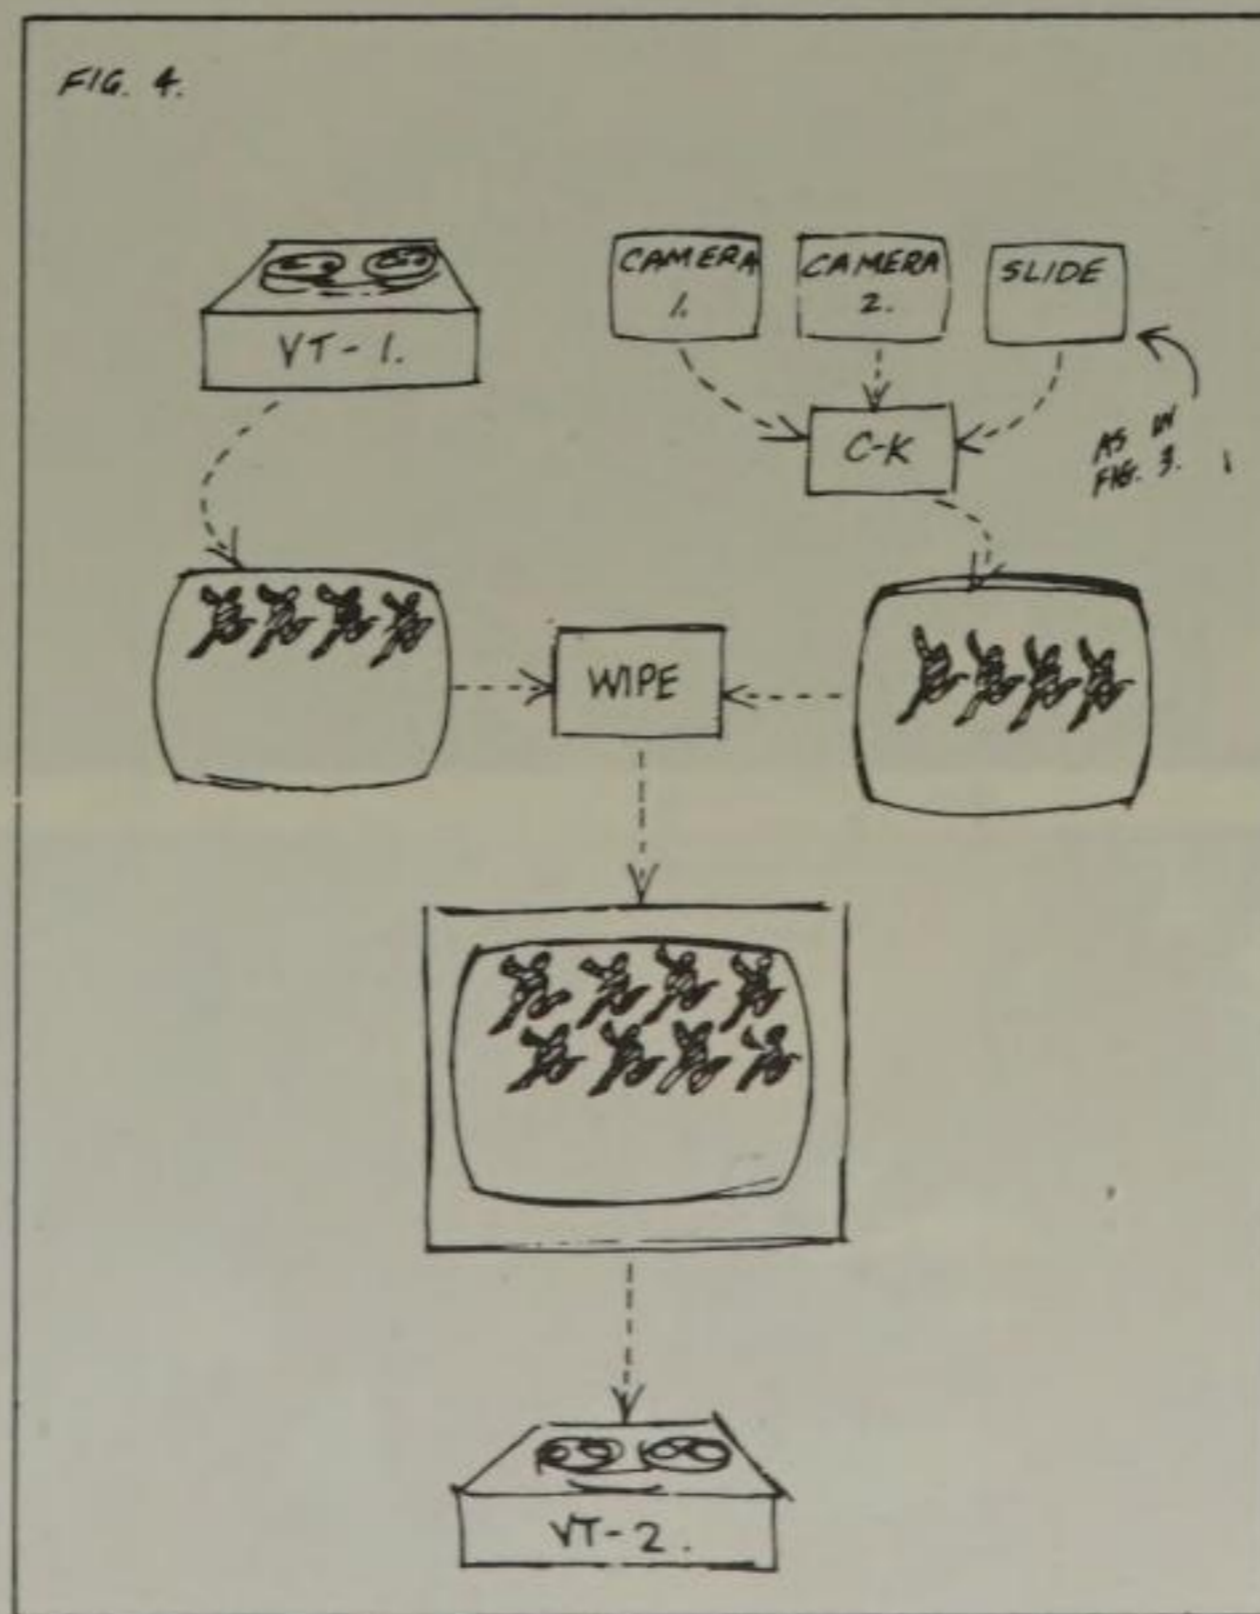 FIG. 4.
VT-1.
CAMERA
1.
CAMERA
2.
SLIDE
C-K
AS IN
FIG. 3.
WIPE
VT-2.